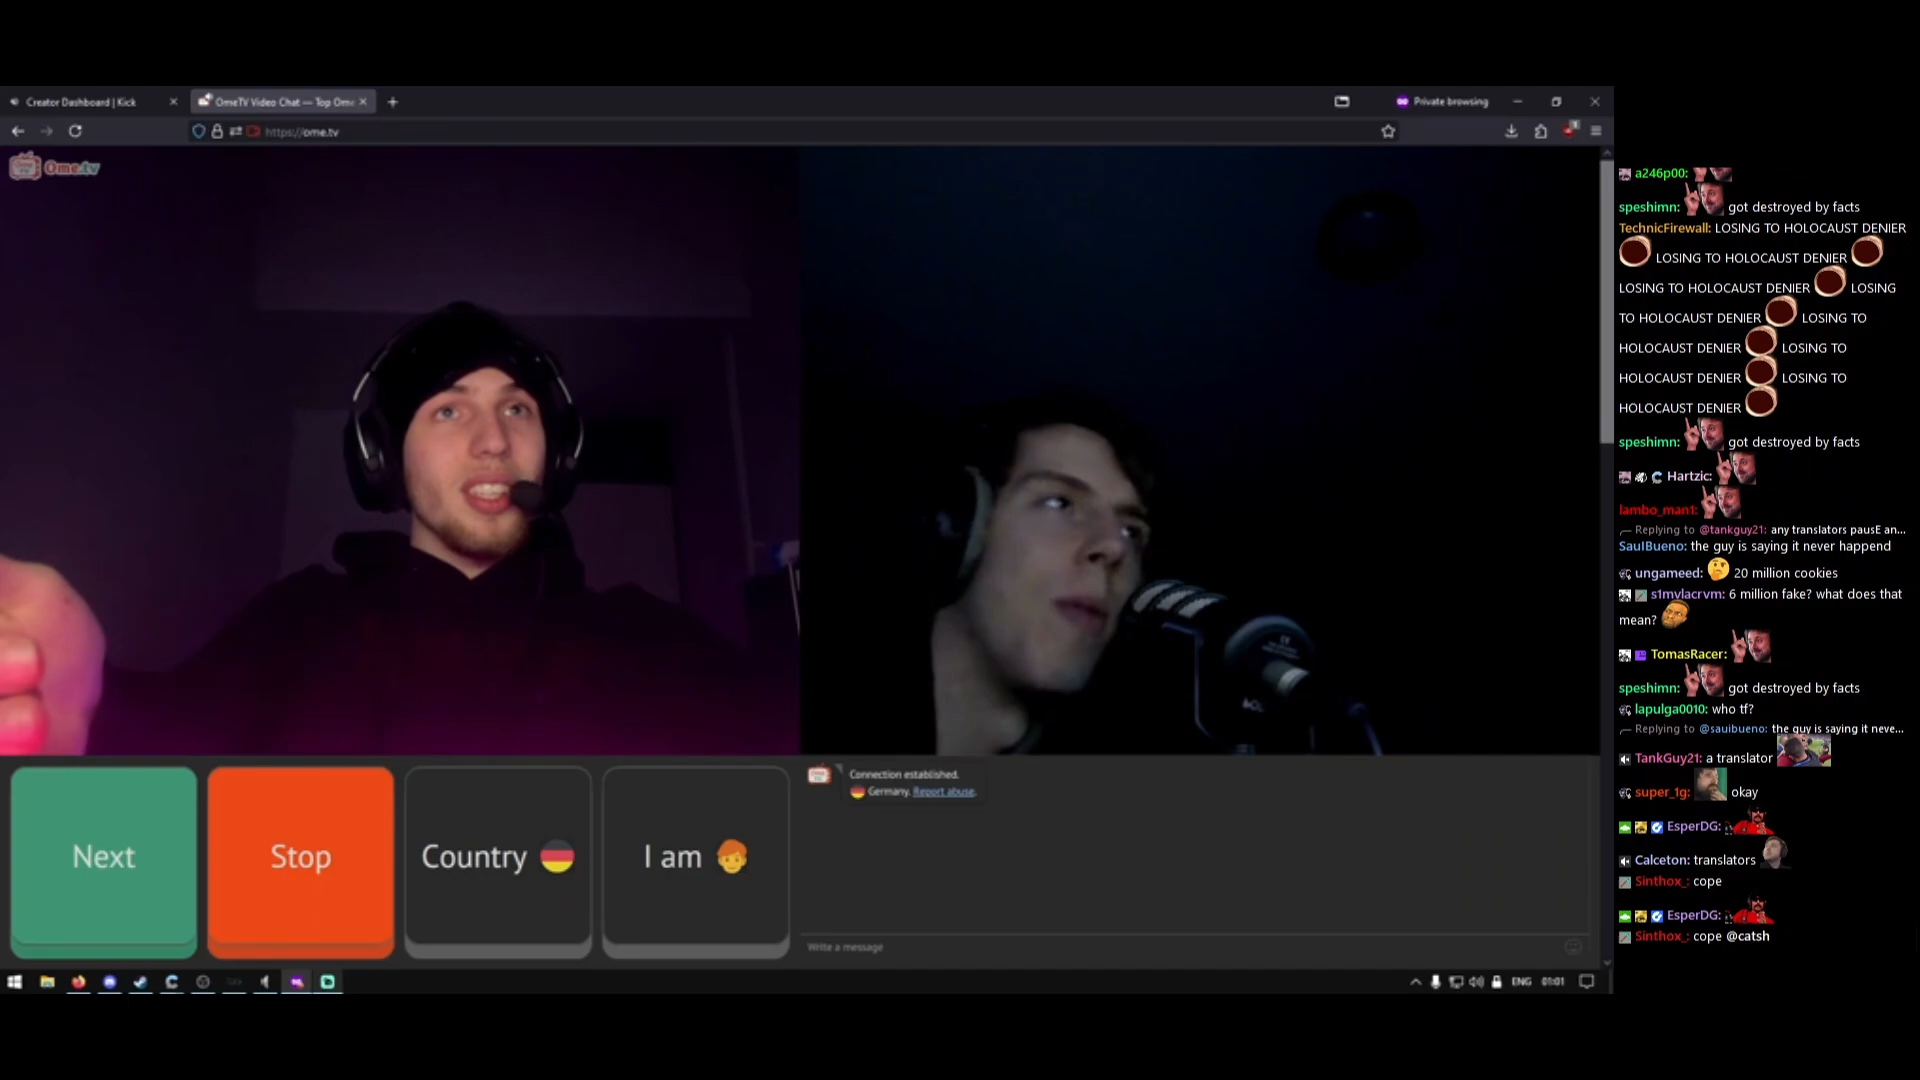 Creator Dashboard | Kick
OmeTV Video Chat — Top Ome
Private browsing
https://ome.tv
Ome.tv
Next
Stop
Country
I am
Connection established.
Germany. Report abuse.
Write a message
ENG
01:01
a246p00:
speshimn: got destroyed by facts
TechnicFirewall: LOSING TO HOLOCAUST DENIER
LOSING TO HOLOCAUST DENIER
LOSING TO HOLOCAUST DENIER LOSING
TO HOLOCAUST DENIER LOSING TO
HOLOCAUST DENIER LOSING TO
HOLOCAUST DENIER LOSING TO
HOLOCAUST DENIER
speshimn: got destroyed by facts
Hartzic:
lambo_man1:
Replying to @tankguy21: any translators pausE an...
SaulBueno: the guy is saying it never happend
ungameed: 20 million cookies
s1mvlacrvm: 6 million fake? what does that
mean?
TomasRacer:
speshimn: got destroyed by facts
lapulga0010: who tf?
Replying to @sauibueno: the guy is saying it neve...
TankGuy21: a translator
super_1g: okay
EsperDG:
Calceton: translators
Sinthox_: cope
EsperDG:
Sinthox_: cope @catsh